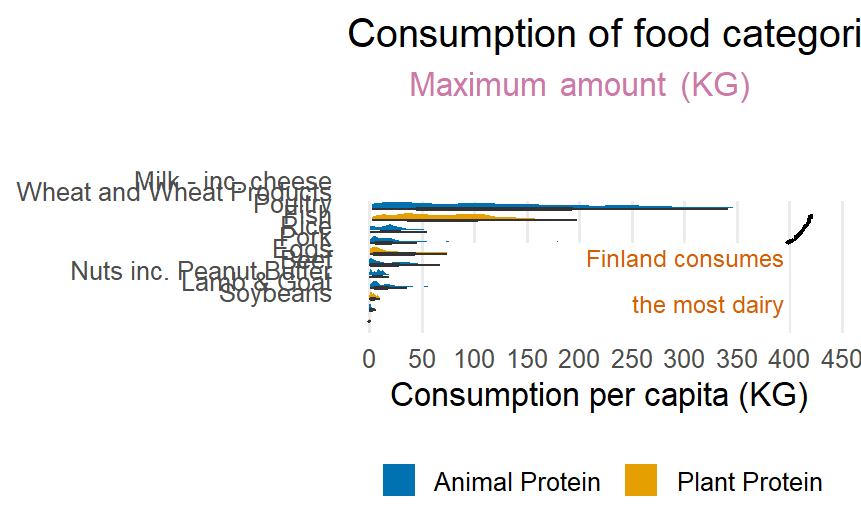 Consumption of food categori
Maximum amount (KG)
Milk - inc. cheese
Wheat and Wheat Products
Poultry
Fish
Rice
Pork
Eggs
Beef
Nuts inc. Peanut Butter
Lamb & Goat
Soybeans
Finland consumes
the most dairy
0 50 100 150 200 250 300 350 400 450
Consumption per capita (KG)
Animal Protein Plant Protein